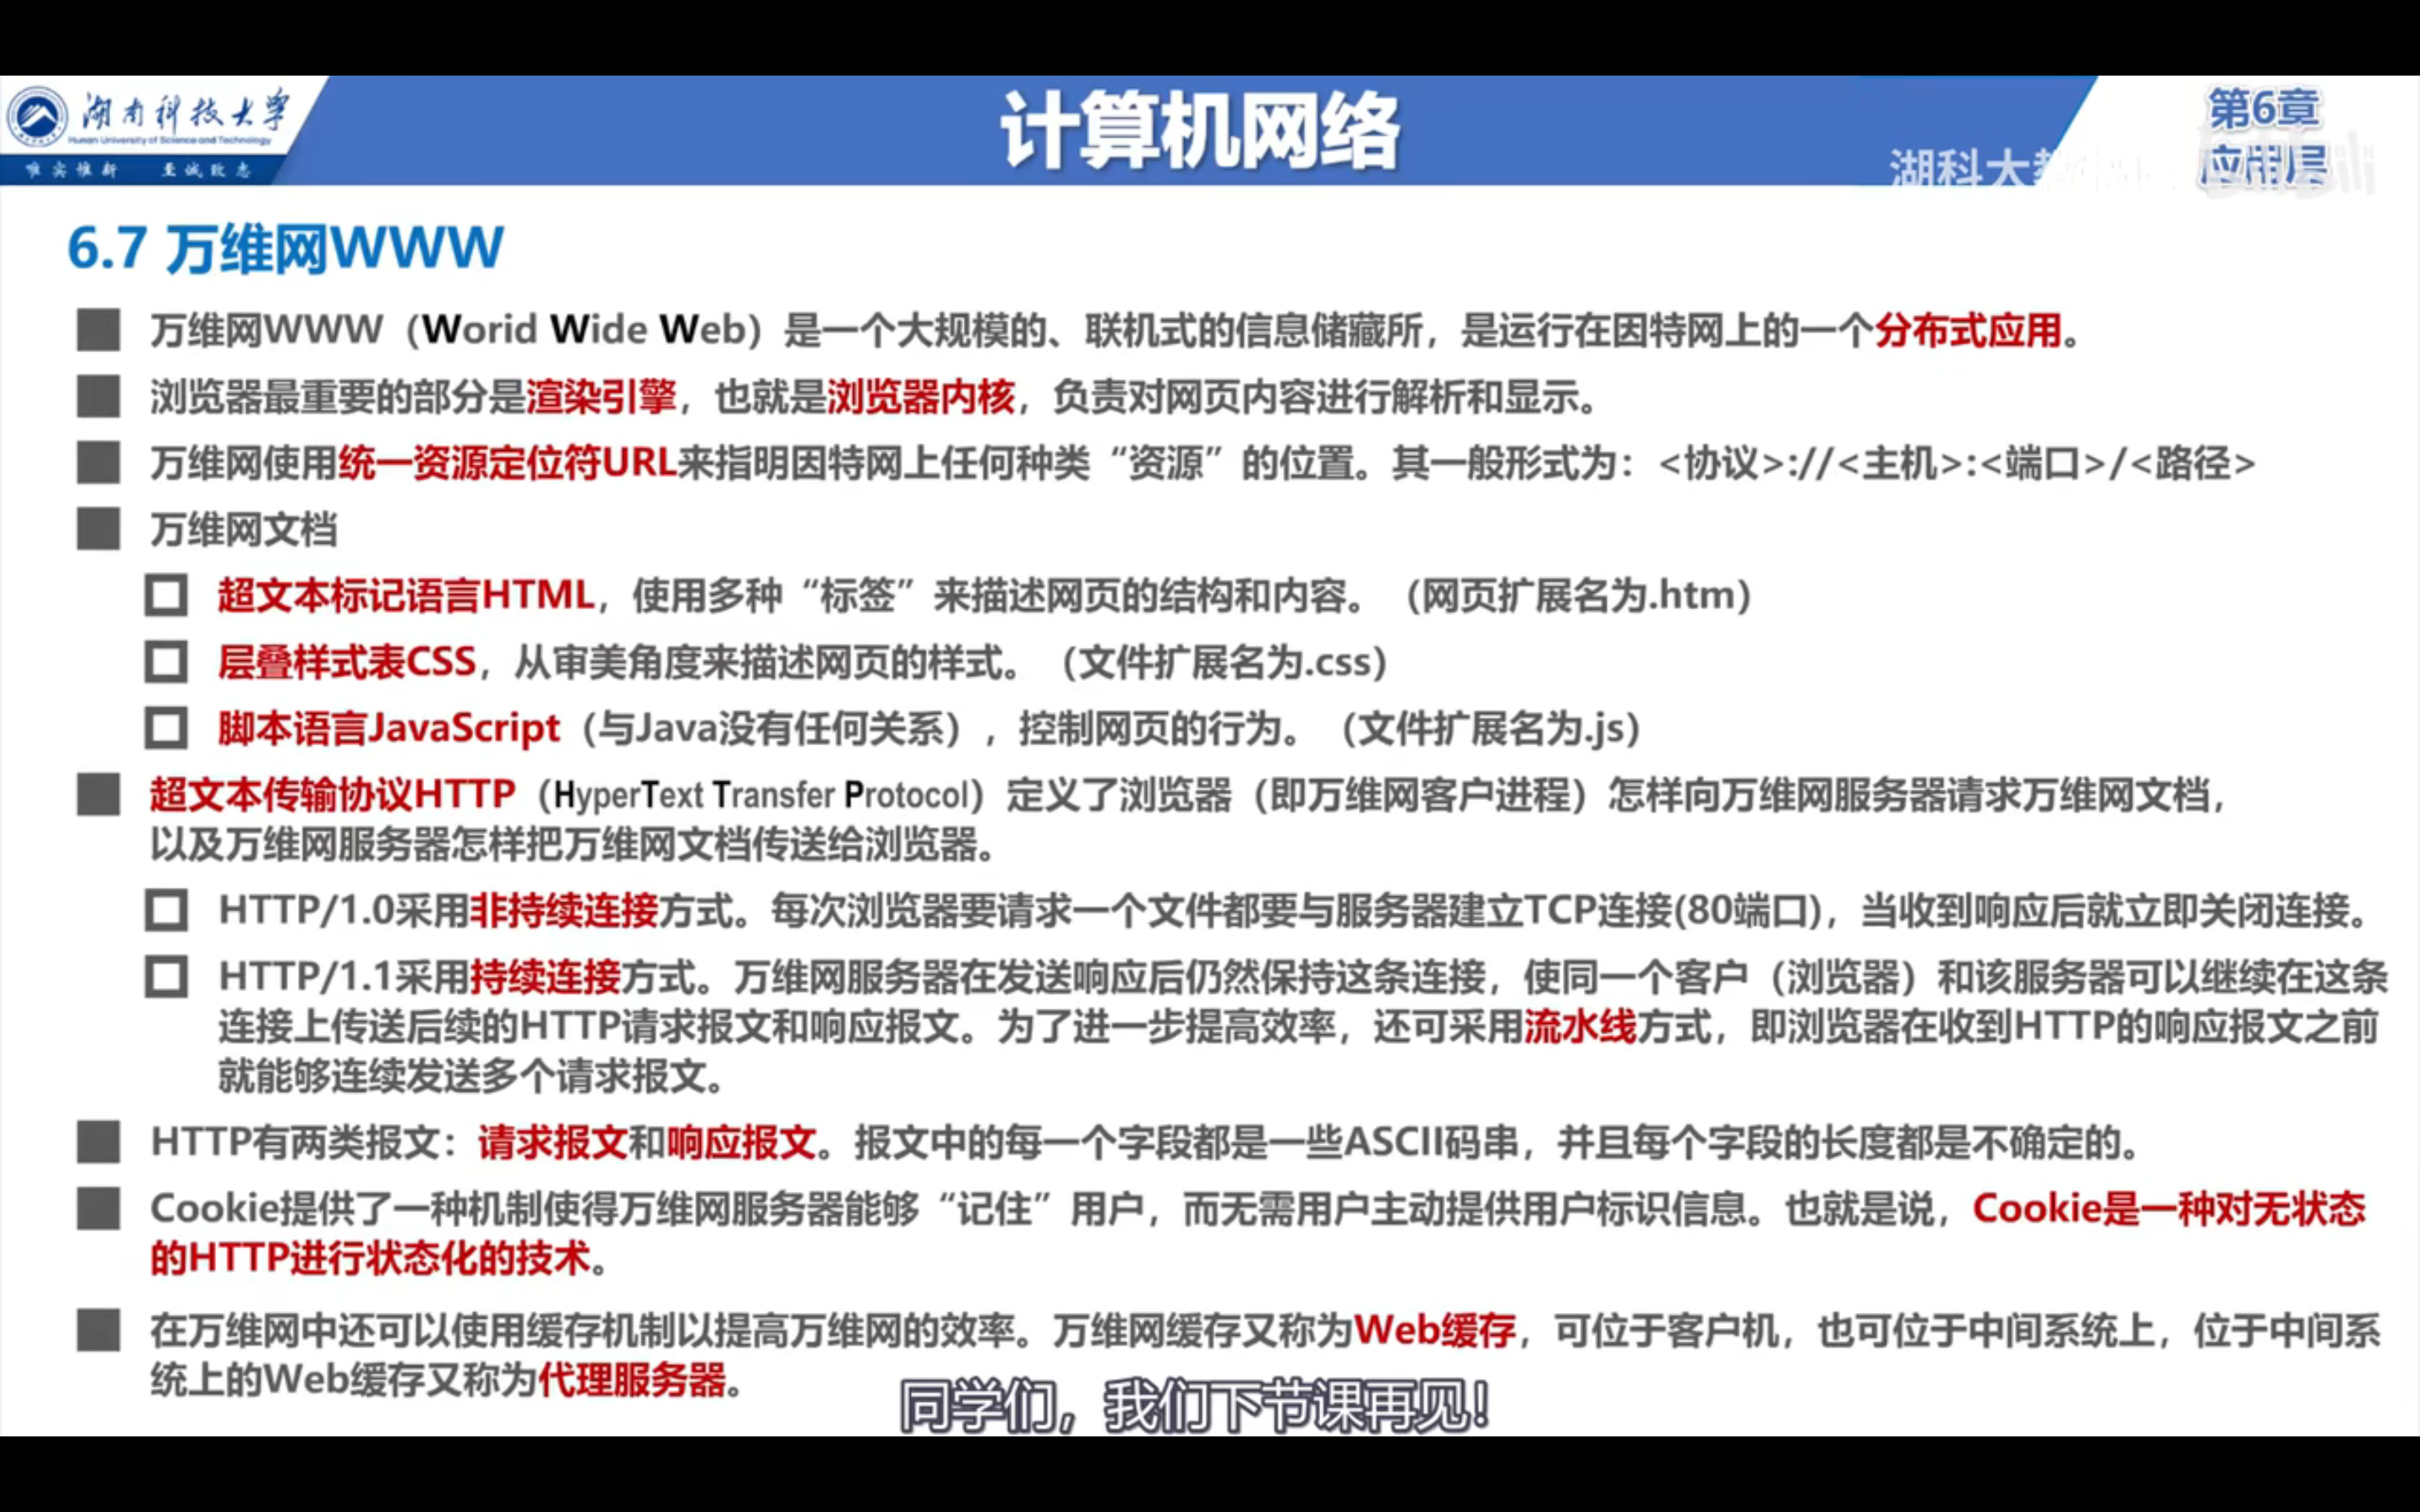 湖南科技大学
Hunan University of Science and Technology
唯实惟新 至诚致志
计算机网络
第6章
应用层
湖科大教
6.7 万维网WWW
万维网WWW（Worid Wide Web）是一个大规模的、联机式的信息储藏所，是运行在因特网上的一个分布式应用。
浏览器最重要的部分是渲染引擎，也就是浏览器内核，负责对网页内容进行解析和显示。
万维网使用统一资源定位符URL来指明因特网上任何种类“资源”的位置。其一般形式为：<协议>://<主机>:<端口>/<路径>
万维网文档
超文本标记语言HTML，使用多种“标签”来描述网页的结构和内容。（网页扩展名为.htm）
层叠样式表CSS，从审美角度来描述网页的样式。（文件扩展名为.css）
脚本语言JavaScript（与Java没有任何关系），控制网页的行为。（文件扩展名为.js）
超文本传输协议HTTP（HyperText Transfer Protocol）定义了浏览器（即万维网客户进程）怎样向万维网服务器请求万维网文档，
以及万维网服务器怎样把万维网文档传送给浏览器。
HTTP/1.0采用非持续连接方式。每次浏览器要请求一个文件都要与服务器建立TCP连接(80端口)，当收到响应后就立即关闭连接。
HTTP/1.1采用持续连接方式。万维网服务器在发送响应后仍然保持这条连接，使同一个客户（浏览器）和该服务器可以继续在这条
连接上传送后续的HTTP请求报文和响应报文。为了进一步提高效率，还可采用流水线方式，即浏览器在收到HTTP的响应报文之前
就能够连续发送多个请求报文。
HTTP有两类报文：请求报文和响应报文。报文中的每一个字段都是一些ASCII码串，并且每个字段的长度都是不确定的。
Cookie提供了一种机制使得万维网服务器能够“记住”用户，而无需用户主动提供用户标识信息。也就是说，Cookie是一种对无状态
的HTTP进行状态化的技术。
在万维网中还可以使用缓存机制以提高万维网的效率。万维网缓存又称为Web缓存，可位于客户机，也可位于中间系统上，位于中间系
统上的Web缓存又称为代理服务器。
同学们，我们下节课再见！